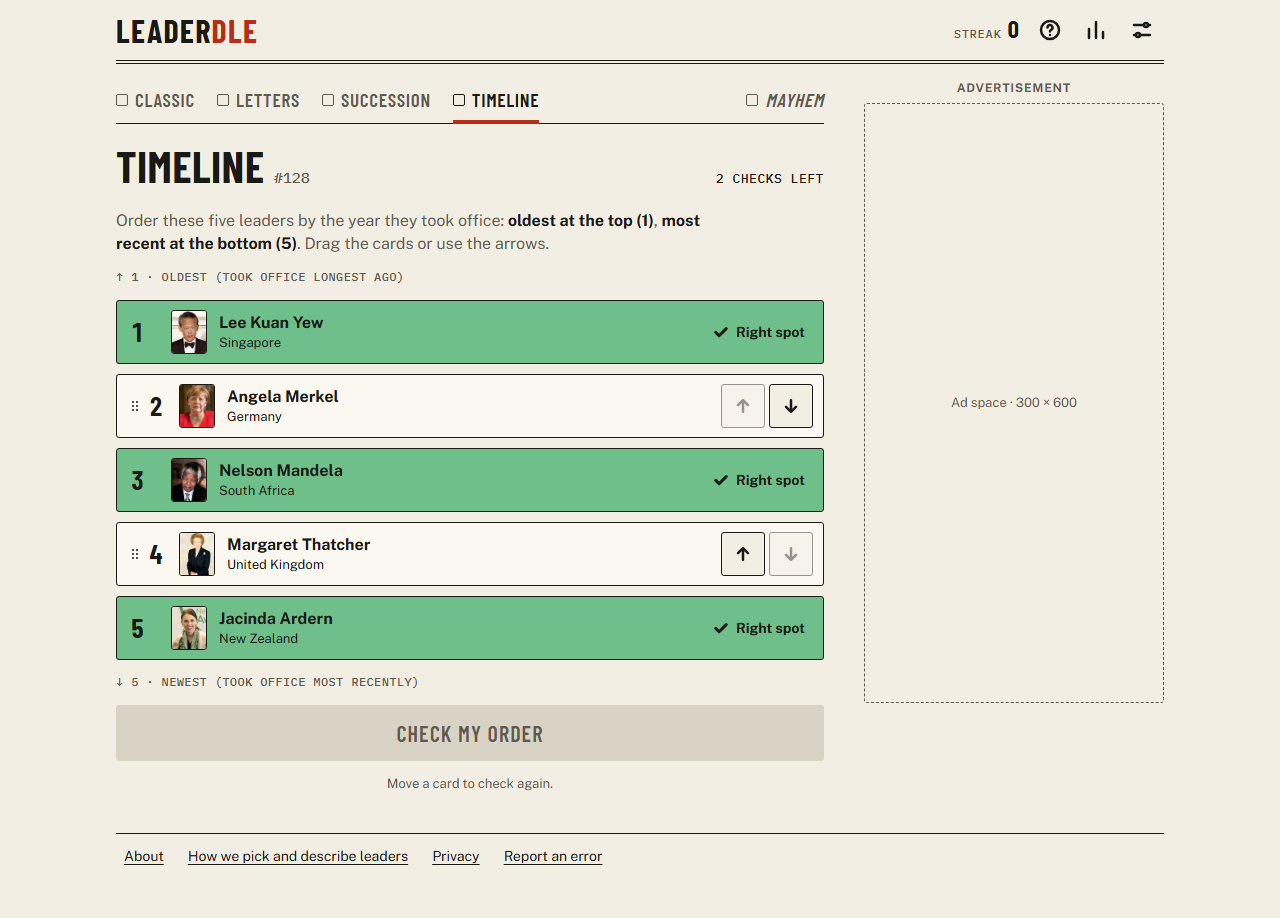 LEADERDLE
STREAK 0
CLASSIC LETTERS SUCCESSION TIMELINE MAYHEM
ADVERTISEMENT
TIMELINE #128
2 CHECKS LEFT
Order these five leaders by the year they took office: oldest at the top (1), most
recent at the bottom (5). Drag the cards or use the arrows.
↑ 1 · OLDEST (TOOK OFFICE LONGEST AGO)
1 Lee Kuan Yew
Singapore
✓ Right spot
2 Angela Merkel
Germany
3 Nelson Mandela
South Africa
✓ Right spot
4 Margaret Thatcher
United Kingdom
5 Jacinda Ardern
New Zealand
✓ Right spot
↓ 5 · NEWEST (TOOK OFFICE MOST RECENTLY)
CHECK MY ORDER
Move a card to check again.
Ad space · 300 × 600
About How we pick and describe leaders Privacy Report an error